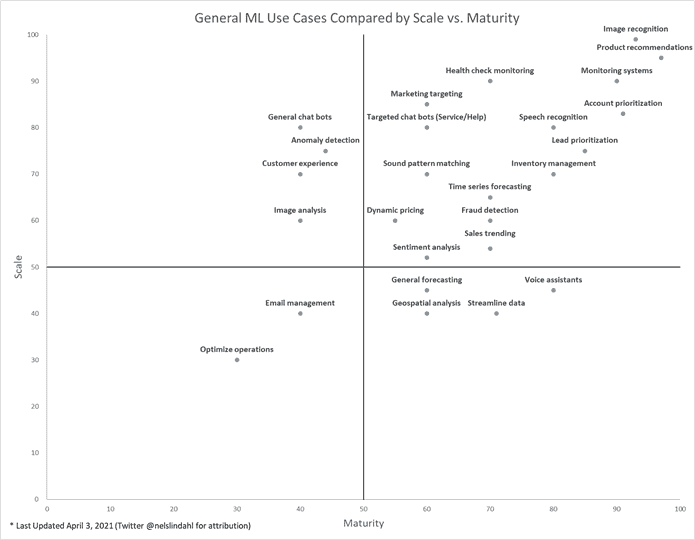 General ML Use Cases Compared by Scale vs. Maturity
100
Image recognition
Product recommendations
90
Health check monitoring
Monitoring systems
Marketing targeting
Account prioritization
80
General chat bots
Targeted chat bots (Service/Help)
Speech recognition
Anomaly detection
Lead prioritization
70
Customer experience
Sound pattern matching
Inventory management
Time series forecasting
60
Image analysis
Dynamic pricing
Fraud detection
Sales trending
Sentiment analysis
Scale
50
General forecasting
Voice assistants
40
Email management
Geospatial analysis
Streamline data
30
Optimize operations
20
10
0
0
10
20
30
40
50
60
70
80
90
100
Maturity
* Last Updated April 3, 2021 (Twitter @nelslindahl for attribution)